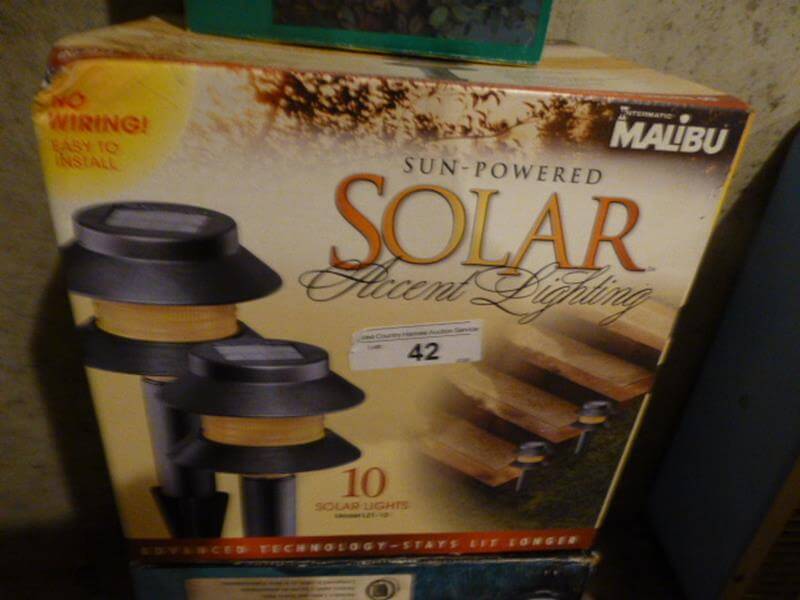 NO
WIRING!
EASY TO
INSTALL
INTERMATIC
MALIBU
SUN-POWERED
SOLAR
Accent Lighting
42
10
SOLAR LIGHTS
ADVANCED TECHNOLOGY-STAYS LIT LONGER